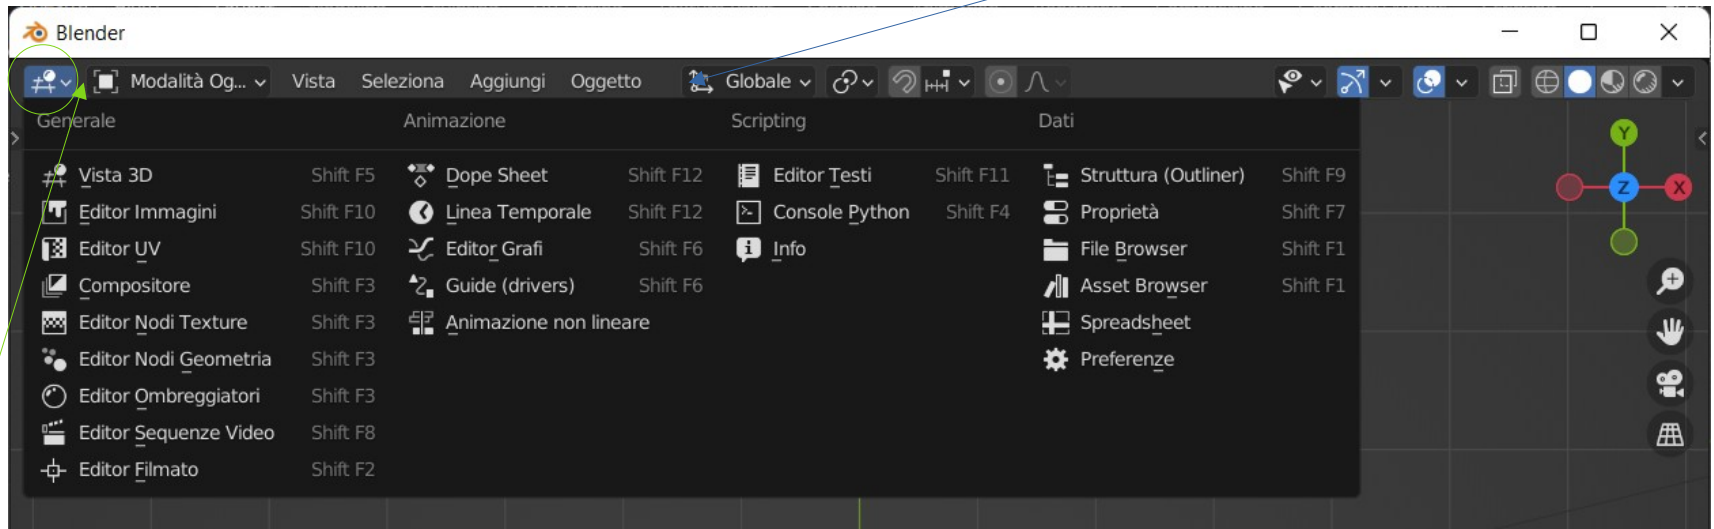 Blender
Modalità Og... Vista Seleziona Aggiungi Oggetto Globale
Generale Animazione Scripting Dati
Vista 3D Shift F5 Dope Sheet Shift F12 Editor Testi Shift F11 Struttura (Outliner) Shift F9
Editor Immagini Shift F10 Linea Temporale Shift F12 Console Python Shift F4 Proprietà Shift F7
Editor UV Shift F10 Editor Grafi Shift F6 Info File Browser Shift F1
Compositore Shift F3 Guide (drivers) Shift F6 Asset Browser Shift F1
Editor Nodi Texture Shift F3 Animazione non lineare Spreadsheet
Editor Nodi Geometria Shift F3 Preferenze
Editor Ombreggiatori Shift F3
Editor Sequenze Video Shift F8
Editor Filmato Shift F2
Y
Z X